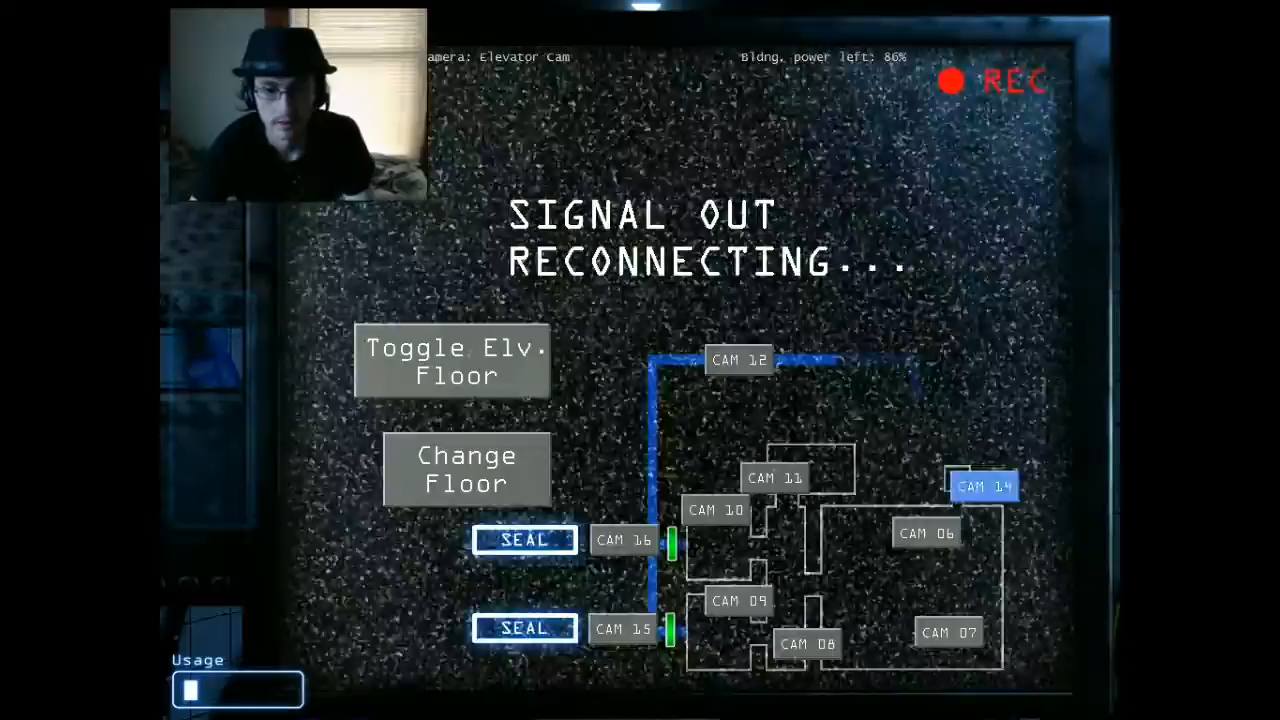 amera: Elevator Cam
Bldng. power left: 86%
REC
SIGNAL OUT
RECONNECTING...
Toggle Elv.
Floor
CAM 12
Change
Floor
CAM 11
CAM 14
CAM 10
CAM 06
SEAL
CAM 16
CAM 09
SEAL
CAM 15
CAM 07
CAM 08
Usage